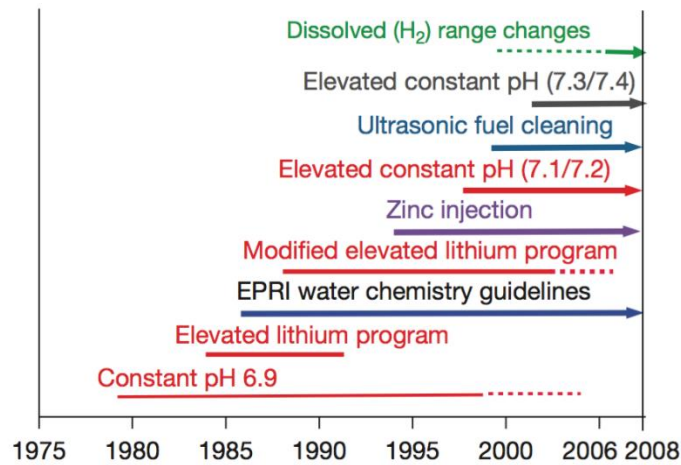 Dissolved (H₂) range changes
Elevated constant pH (7.3/7.4)
Ultrasonic fuel cleaning
Elevated constant pH (7.1/7.2)
Zinc injection
Modified elevated lithium program
EPRI water chemistry guidelines
Elevated lithium program
Constant pH 6.9
1975 1980 1985 1990 1995 2000 2006 2008